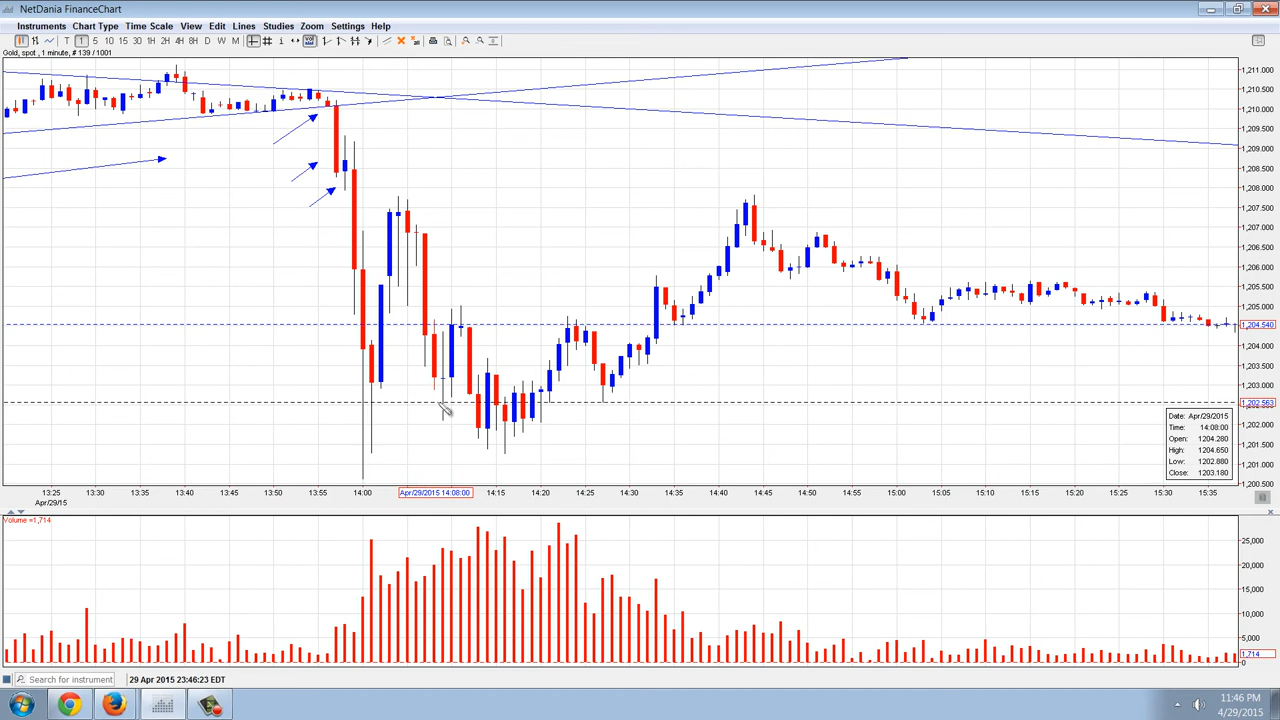 NetDania FinanceChart
Instruments Chart Type Time Scale View Edit Lines Studies Zoom Settings Help
T 1 5 10 15 30 1H 2H 4H 8H D W M
Gold, spot , 1 minute, # 139 / 1001
1,211.000
1,210.500
1,210.000
1,209.500
1,209.000
1,208.500
1,208.000
1,207.500
1,207.000
1,206.500
1,206.000
1,205.500
1,205.000
1,204.540
1,204.000
1,203.500
1,203.000
1,202.563
1,202.000
1,201.500
1,201.000
1,200.500
Date: Apr/29/2015
Time: 14:08:00
Open: 1204.280
High: 1204.650
Low: 1202.880
Close: 1203.180
13:25 13:30 13:35 13:40 13:45 13:50 13:55 14:00 Apr/29/2015 14:08:00 14:15 14:20 14:25 14:30 14:35 14:40 14:45 14:50 14:55 15:00 15:05 15:10 15:15 15:20 15:25 15:30 15:35
Apr/29/15
Volume =1,714
25,000
20,000
15,000
10,000
5,000
1,714
0
Search for instrument 29 Apr 2015 23:46:23 EDT
11:46 PM
4/29/2015